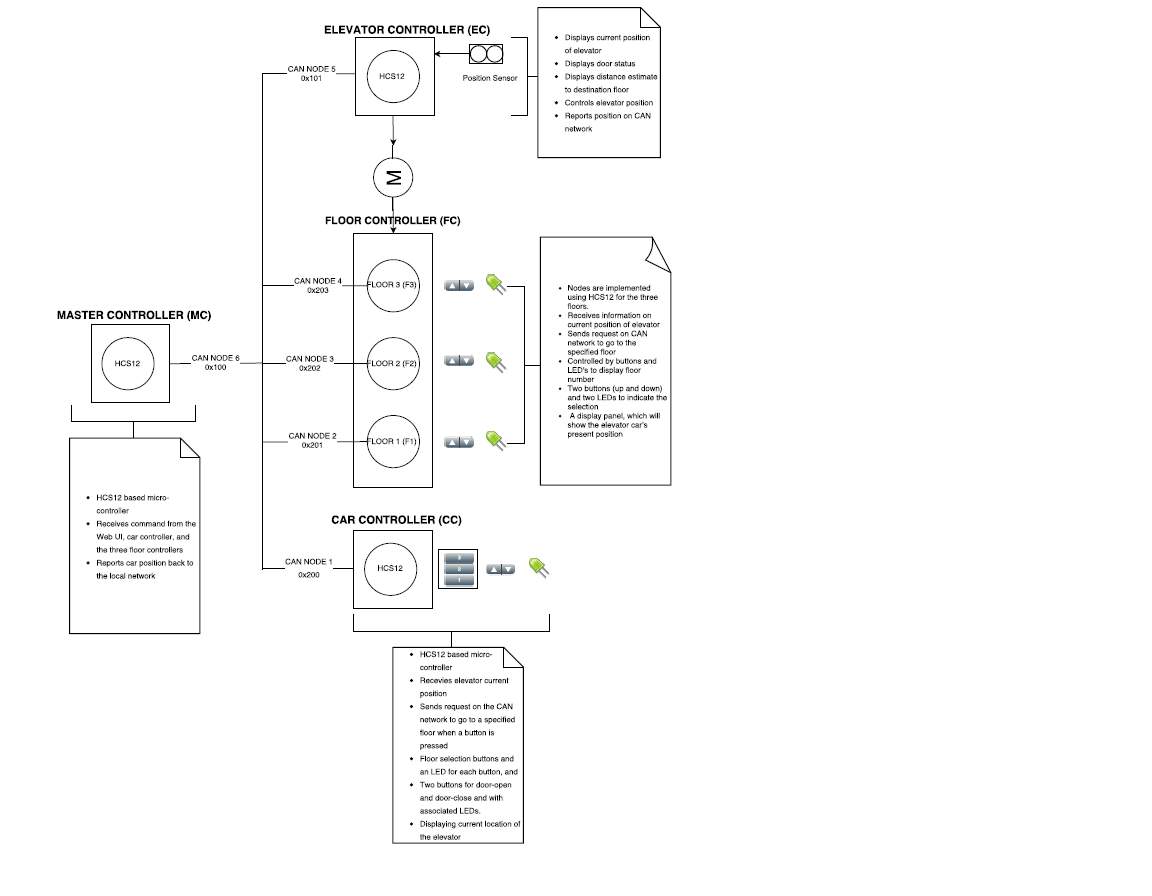 ELEVATOR CONTROLLER (EC)
CAN NODE 5
0x101
HCS12
Position Sensor
• Displays current position
of elevator
• Displays door status
• Displays distance estimate
to destination floor
• Controls elevator position
• Reports position on CAN
network
M
FLOOR CONTROLLER (FC)
CAN NODE 4
0x203
FLOOR 3 (F3)
MASTER CONTROLLER (MC)
HCS12
CAN NODE 6
0x100
CAN NODE 3
0x202
FLOOR 2 (F2)
CAN NODE 2
0x201
FLOOR 1 (F1)
• Nodes are implemented
using HCS12 for the three
floors.
• Receives information on
current position of elevator
• Sends request on CAN
network to go to the
specified floor
• Controlled by buttons and
LED's to display floor
number
• Two buttons (up and down)
and two LEDs to indicate the
selection
• A display panel, which will
show the elevator car's
present position
• HCS12 based micro-
controller
• Receives command from the
Web UI, car controller, and
the three floor controllers
• Reports car position back to
the local network
CAR CONTROLLER (CC)
CAN NODE 1
0x200
HCS12
3
2
1
• HCS12 based micro-
controller
• Recevies elevator current
position
• Sends request on the CAN
network to go to a specified
floor when a button is
pressed
• Floor selection buttons and
an LED for each button, and
• Two buttons for door-open
and door-close and with
associated LEDs.
• Displaying current location of
the elevator